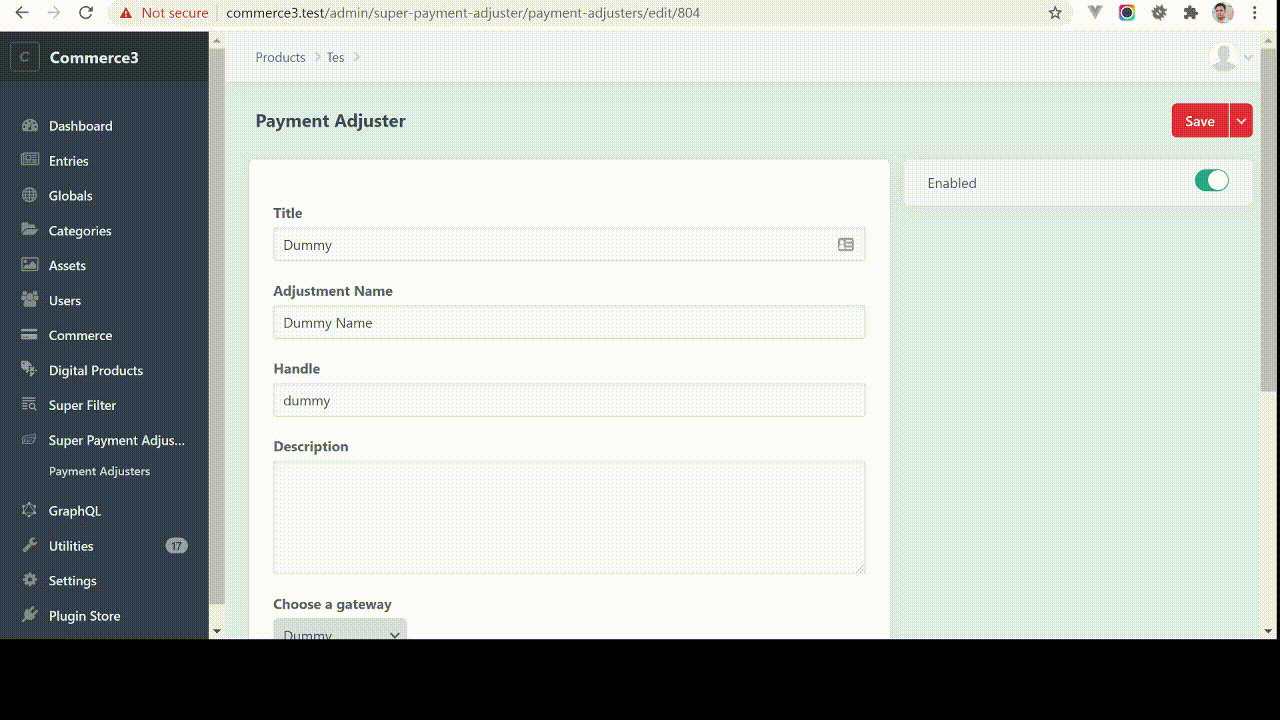 Not secure commerce3.test/admin/super-payment-adjuster/payment-adjusters/edit/804
C Commerce3
Products Tes
Dashboard
Entries
Globals
Categories
Assets
Users
Commerce
Digital Products
Super Filter
Super Payment Adjus...
Payment Adjusters
GraphQL
Utilities 17
Settings
Plugin Store
Payment Adjuster
Save
Title
Dummy
Adjustment Name
Dummy Name
Handle
dummy
Description
Choose a gateway
Dummy
Enabled